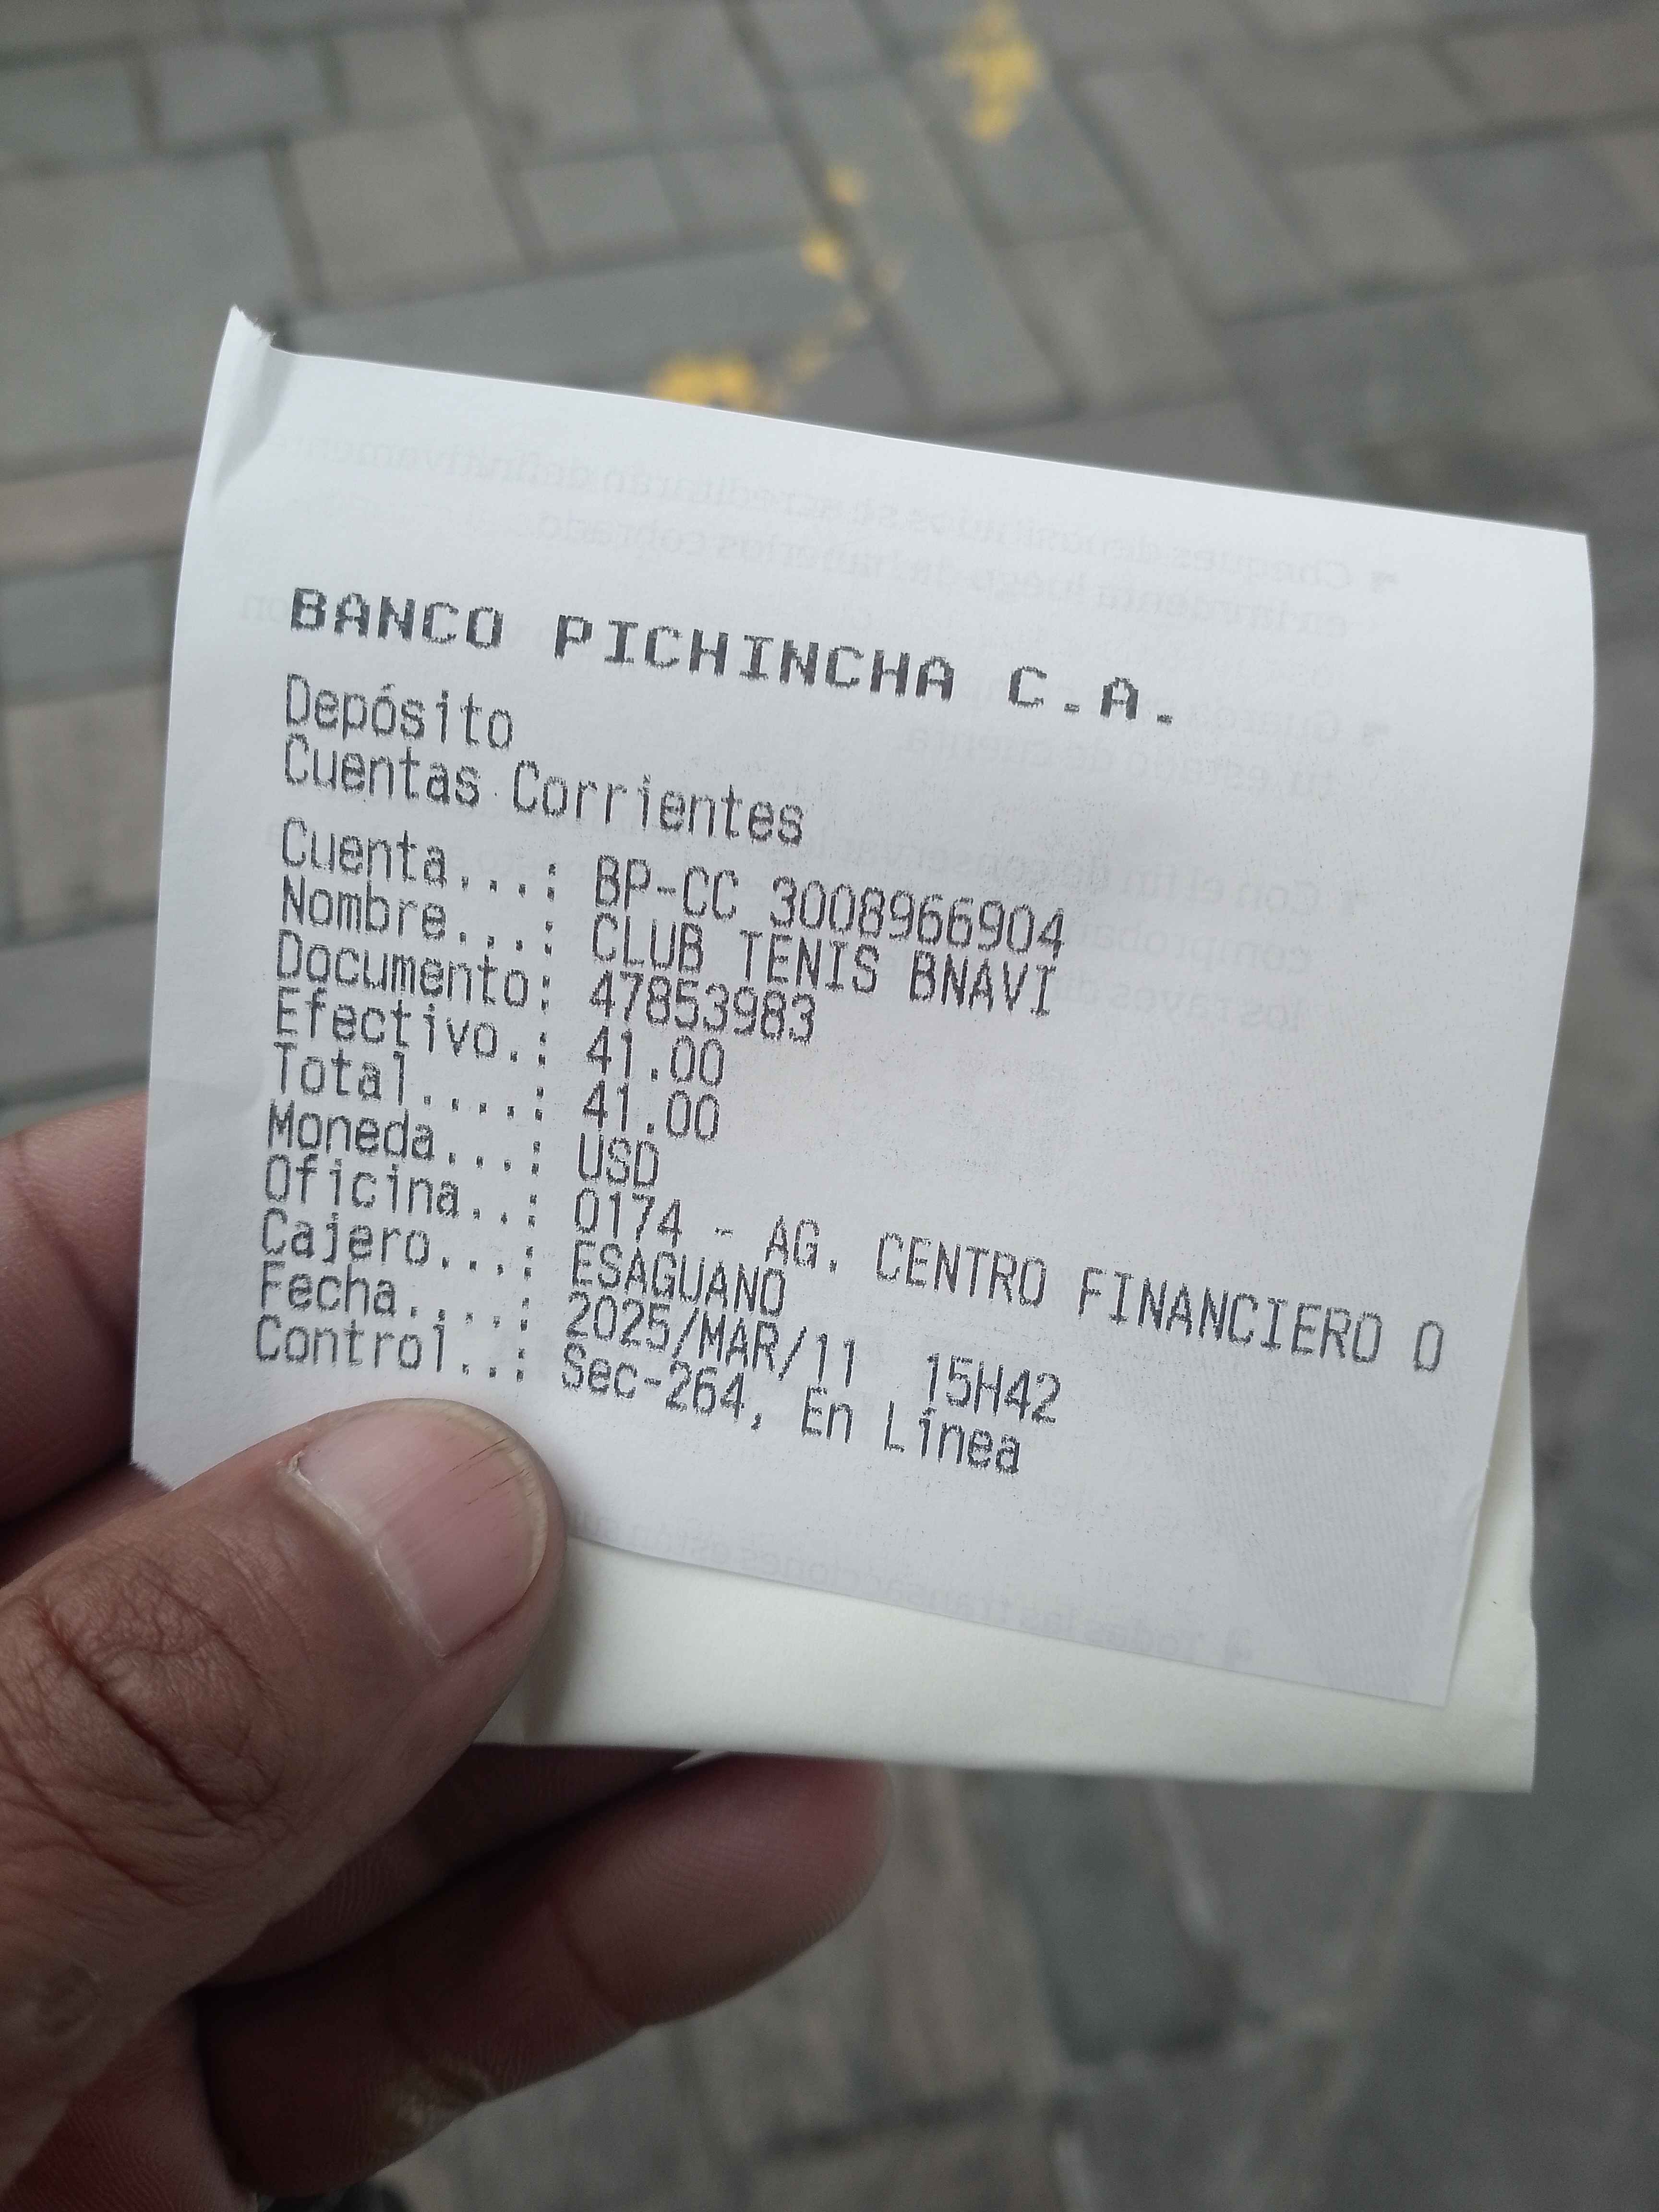 BANCO PICHINCHA C.A.
Depósito
Cuentas Corrientes
Cuenta...: BP-CC 3008966904
Nombre...: CLUB TENIS BNAVI
Documento: 47853983
Efectivo.: 41.00
Total....: 41.00
Moneda...: USD
Oficina..: 0174 - AG. CENTRO FINANCIERO O
Cajero...: ESAGUANO
Fecha....: 2025/MAR/11 15H42
Control..: Sec-264, En Línea